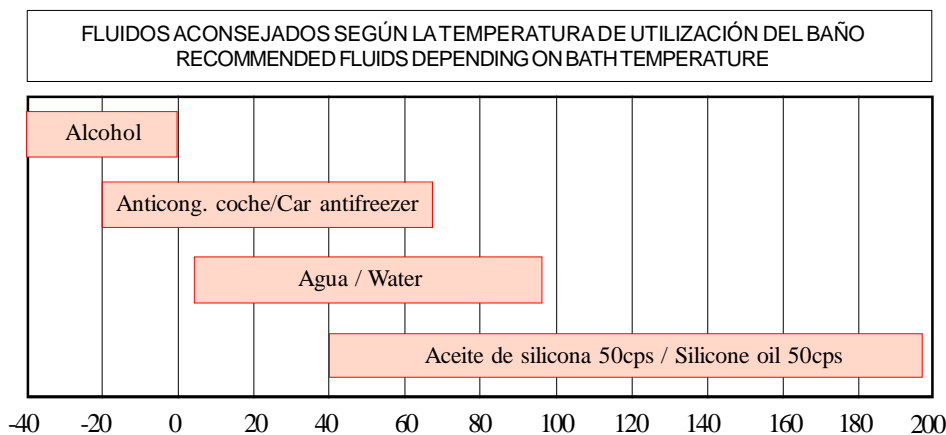 FLUIDOS ACONSEJADOS SEGÚN LA TEMPERATURA DE UTILIZACIÓN DEL BAÑO
RECOMMENDED FLUIDS DEPENDING ON BATH TEMPERATURE
Alcohol
Anticong. coche/Car antifreezer
Agua / Water
Aceite de silicona 50cps / Silicone oil 50cps
-40 -20 0 20 40 60 80 100 120 140 160 180 200